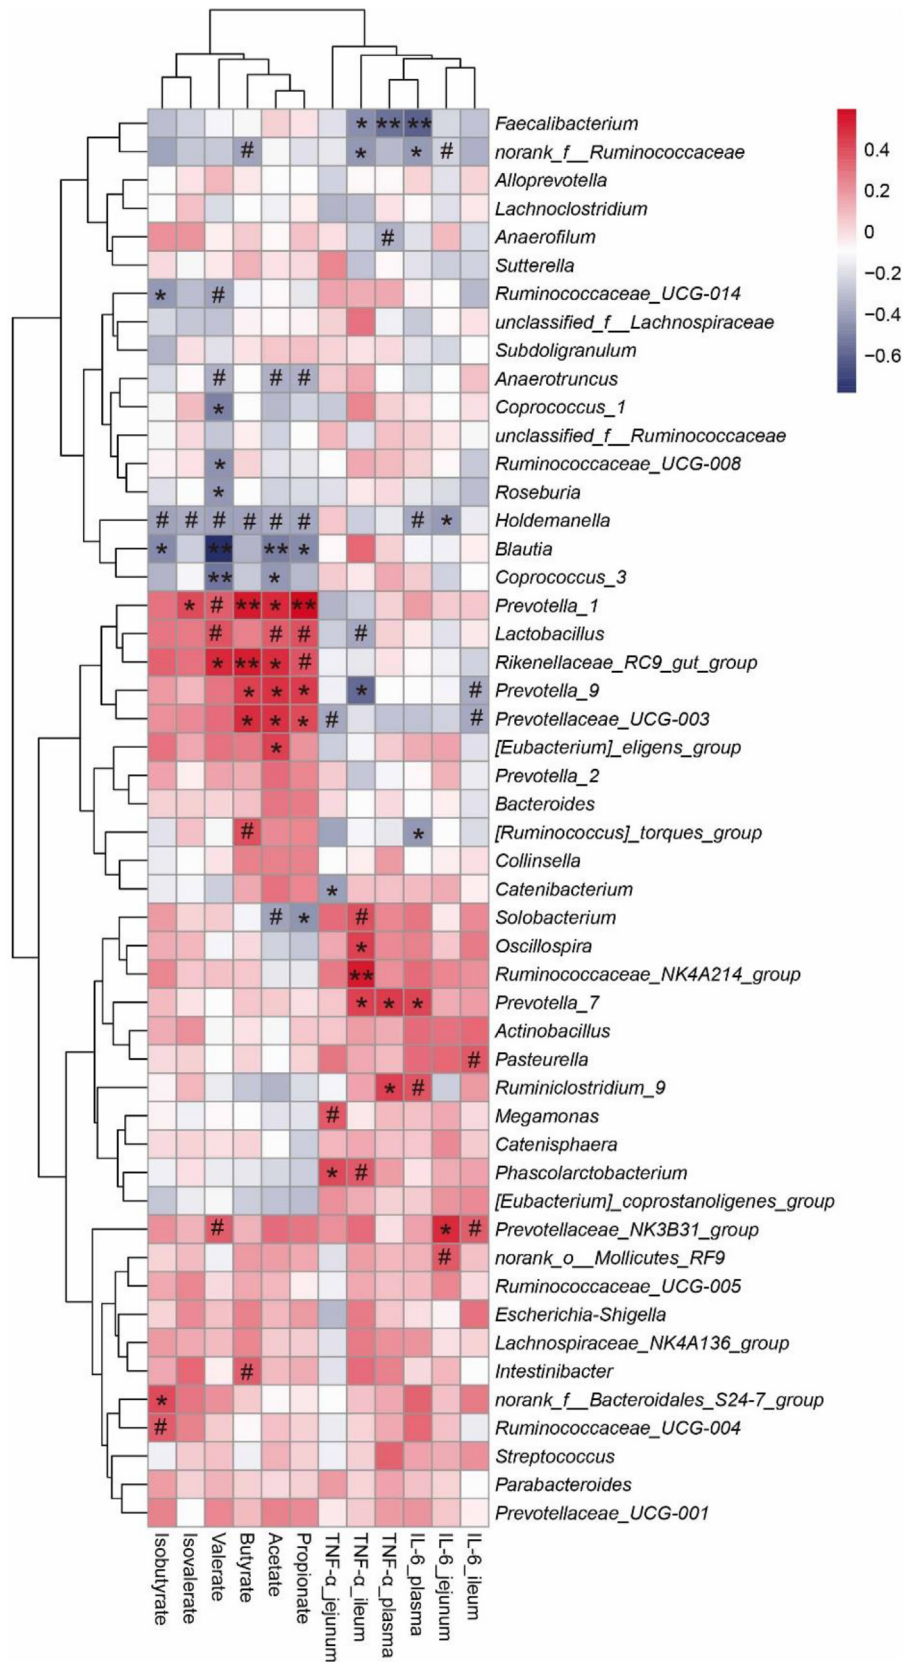 * ** ** Faecalibacterium
# * * # norank_f__Ruminococcaceae
Alloprevotella
Lachnoclostridium
# Anaerofilum
Sutterella
* # Ruminococcaceae_UCG-014
unclassified_f__Lachnospiraceae
Subdoligranulum
# # # Anaerotruncus
* Coprococcus_1
unclassified_f__Ruminococcaceae
* Ruminococcaceae_UCG-008
* Roseburia
# # # # # # # * Holdemanella
* ** ** * Blautia
** * Coprococcus_3
* # ** * ** Prevotella_1
# # # # Lactobacillus
* ** * # Rikenellaceae_RC9_gut_group
* * * * # Prevotella_9
* * * # # Prevotellaceae_UCG-003
* [Eubacterium]_eligens_group
Prevotella_2
Bacteroides
# * [Ruminococcus]_torques_group
Collinsella
* Catenibacterium
# * # Solobacterium
* Oscillospira
** Ruminococcaceae_NK4A214_group
* * * Prevotella_7
Actinobacillus
# Pasteurella
* # Ruminiclostridium_9
# Megamonas
Catenisphaera
* # Phascolarctobacterium
[Eubacterium]_coprostanoligenes_group
# * # Prevotellaceae_NK3B31_group
# norank_o__Mollicutes_RF9
Ruminococcaceae_UCG-005
Escherichia-Shigella
Lachnospiraceae_NK4A136_group
# Intestinibacter
* norank_f__Bacteroidales_S24-7_group
# Ruminococcaceae_UCG-004
Streptococcus
Parabacteroides
Prevotellaceae_UCG-001
Isobutyrate
Isovalerate
Valerate
Butyrate
Acetate
Propionate
TNF-α_jejunum
TNF-α_ileum
TNF-α_plasma
IL-6_plasma
IL-6_jejunum
IL-6_ileum
0.4
0.2
0
−0.2
−0.4
−0.6